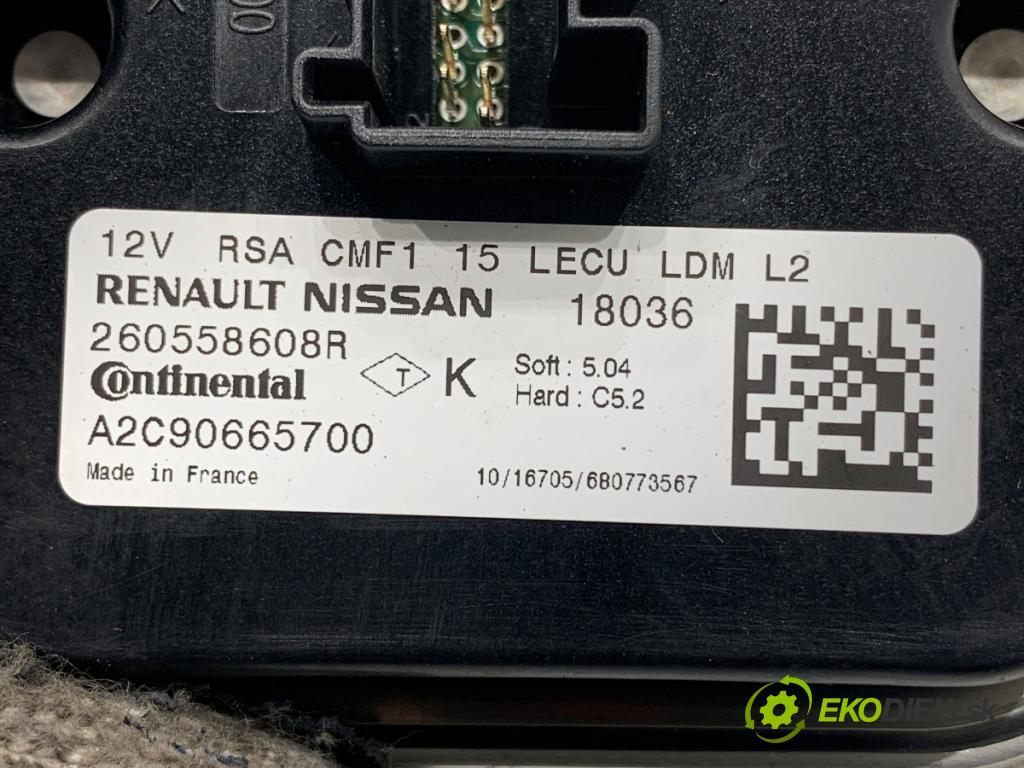 12V RSA CMF1 15 LECU LDM L2
RENAULT NISSAN 18036
260558608R
Continental T K Soft : 5.04
Hard : C5.2
A2C90665700
Made in France 10/16705/680773567